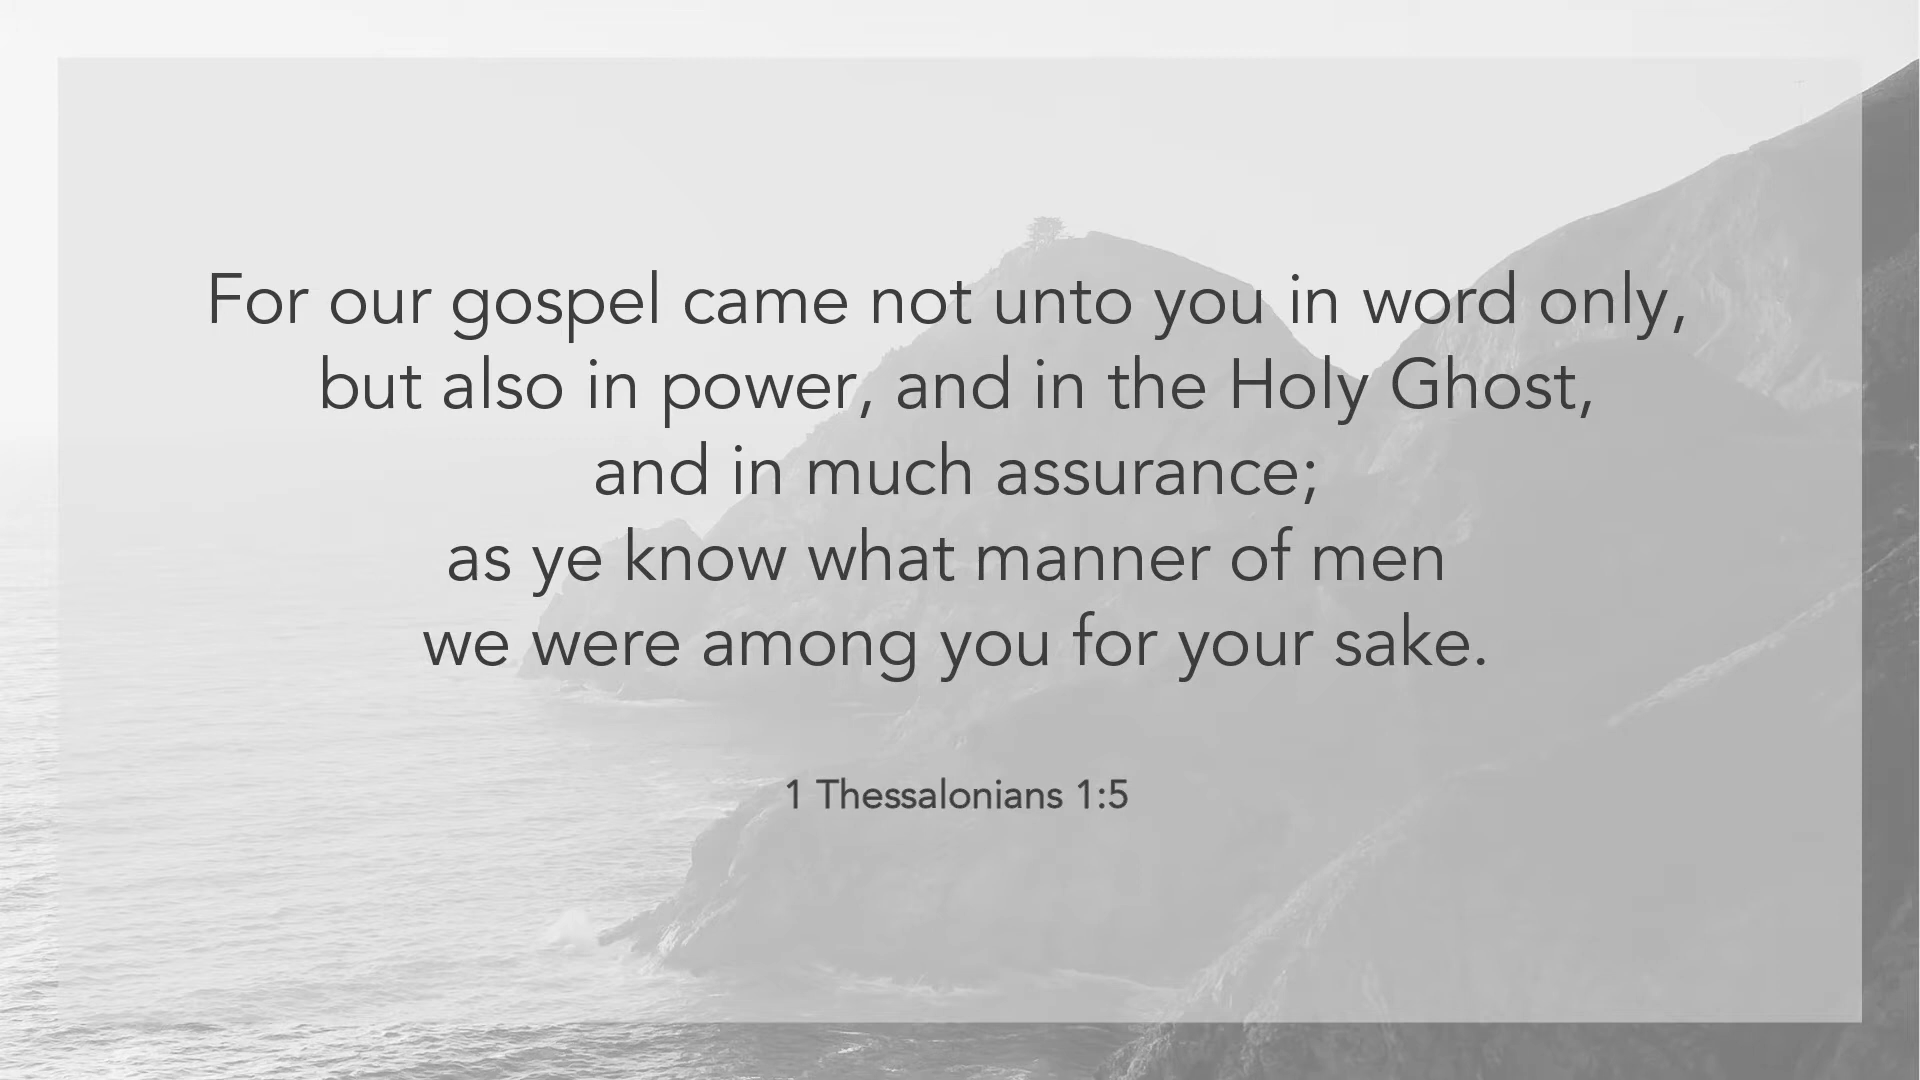 For our gospel came not unto you in word only,
but also in power, and in the Holy Ghost,
and in much assurance;
as ye know what manner of men
we were among you for your sake.
1 Thessalonians 1:5